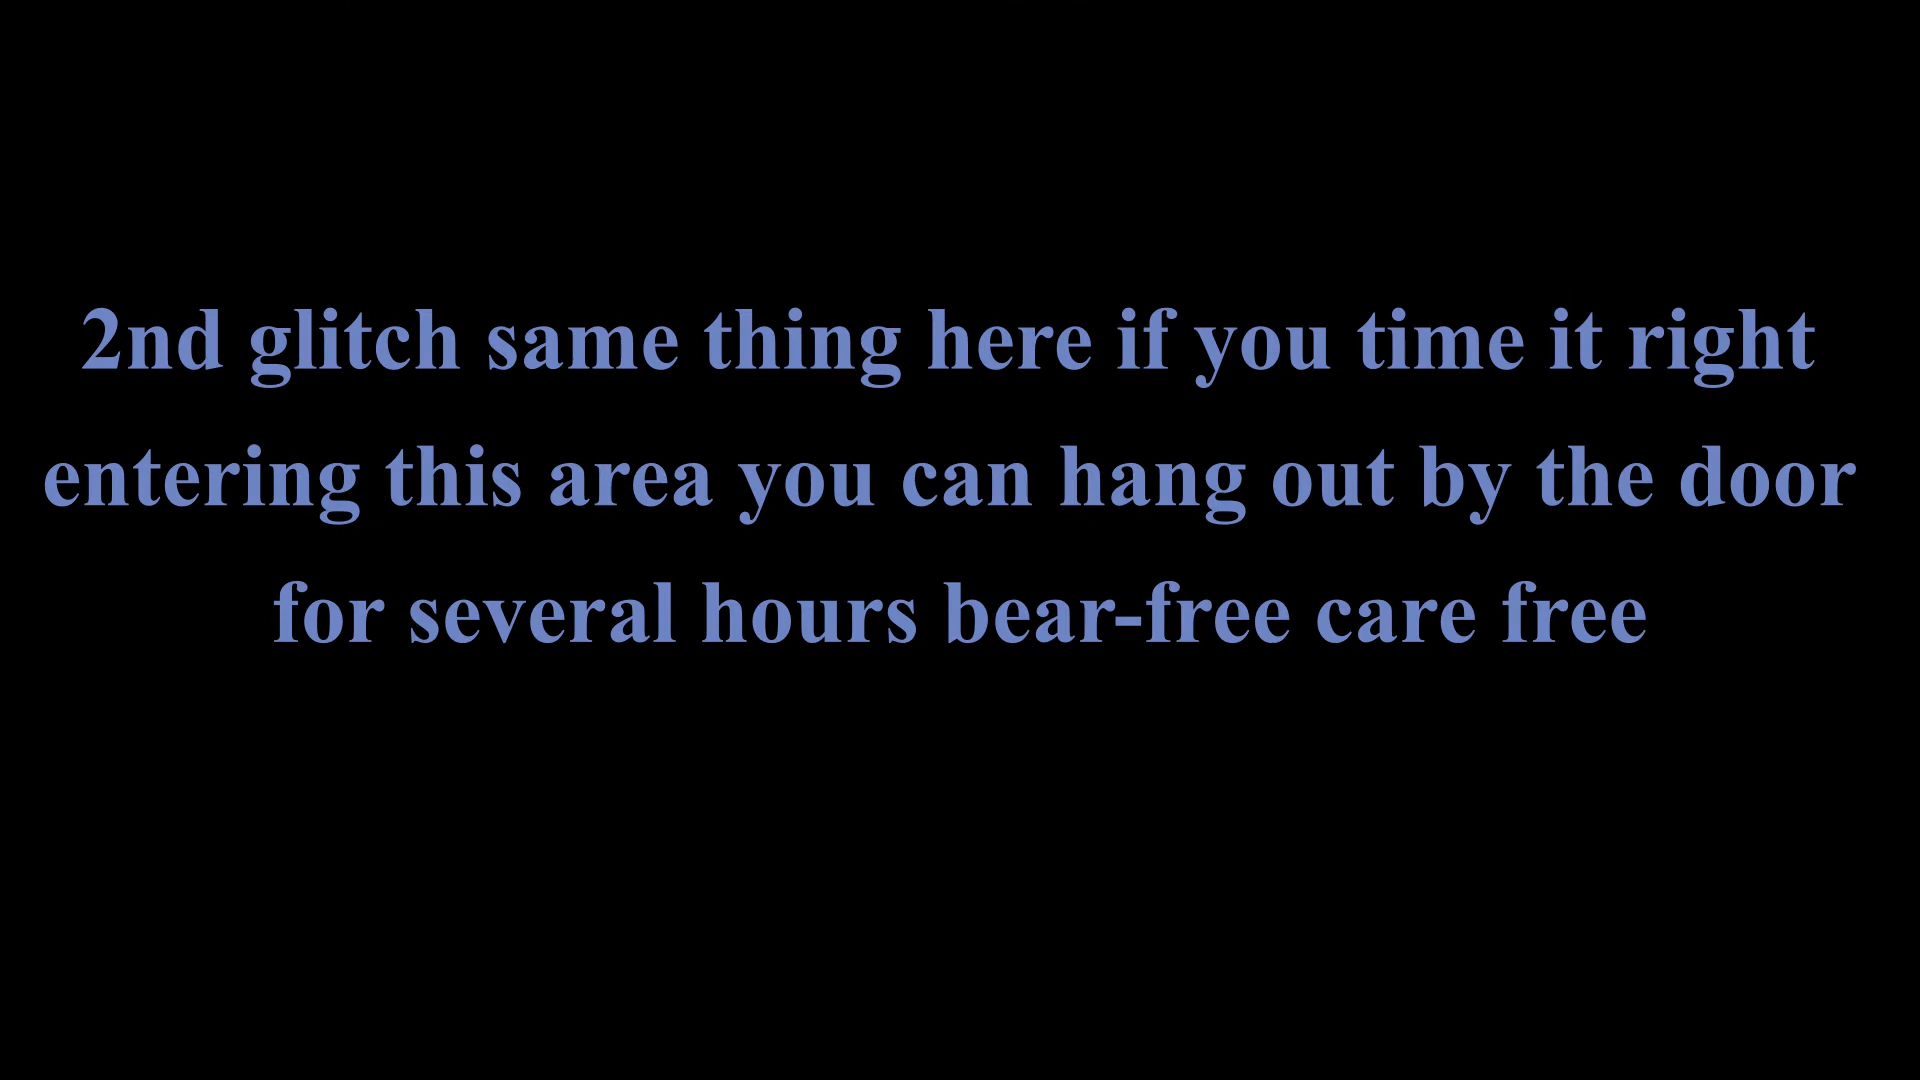 2nd glitch same thing here if you time it right
entering this area you can hang out by the door
for several hours bear-free care free